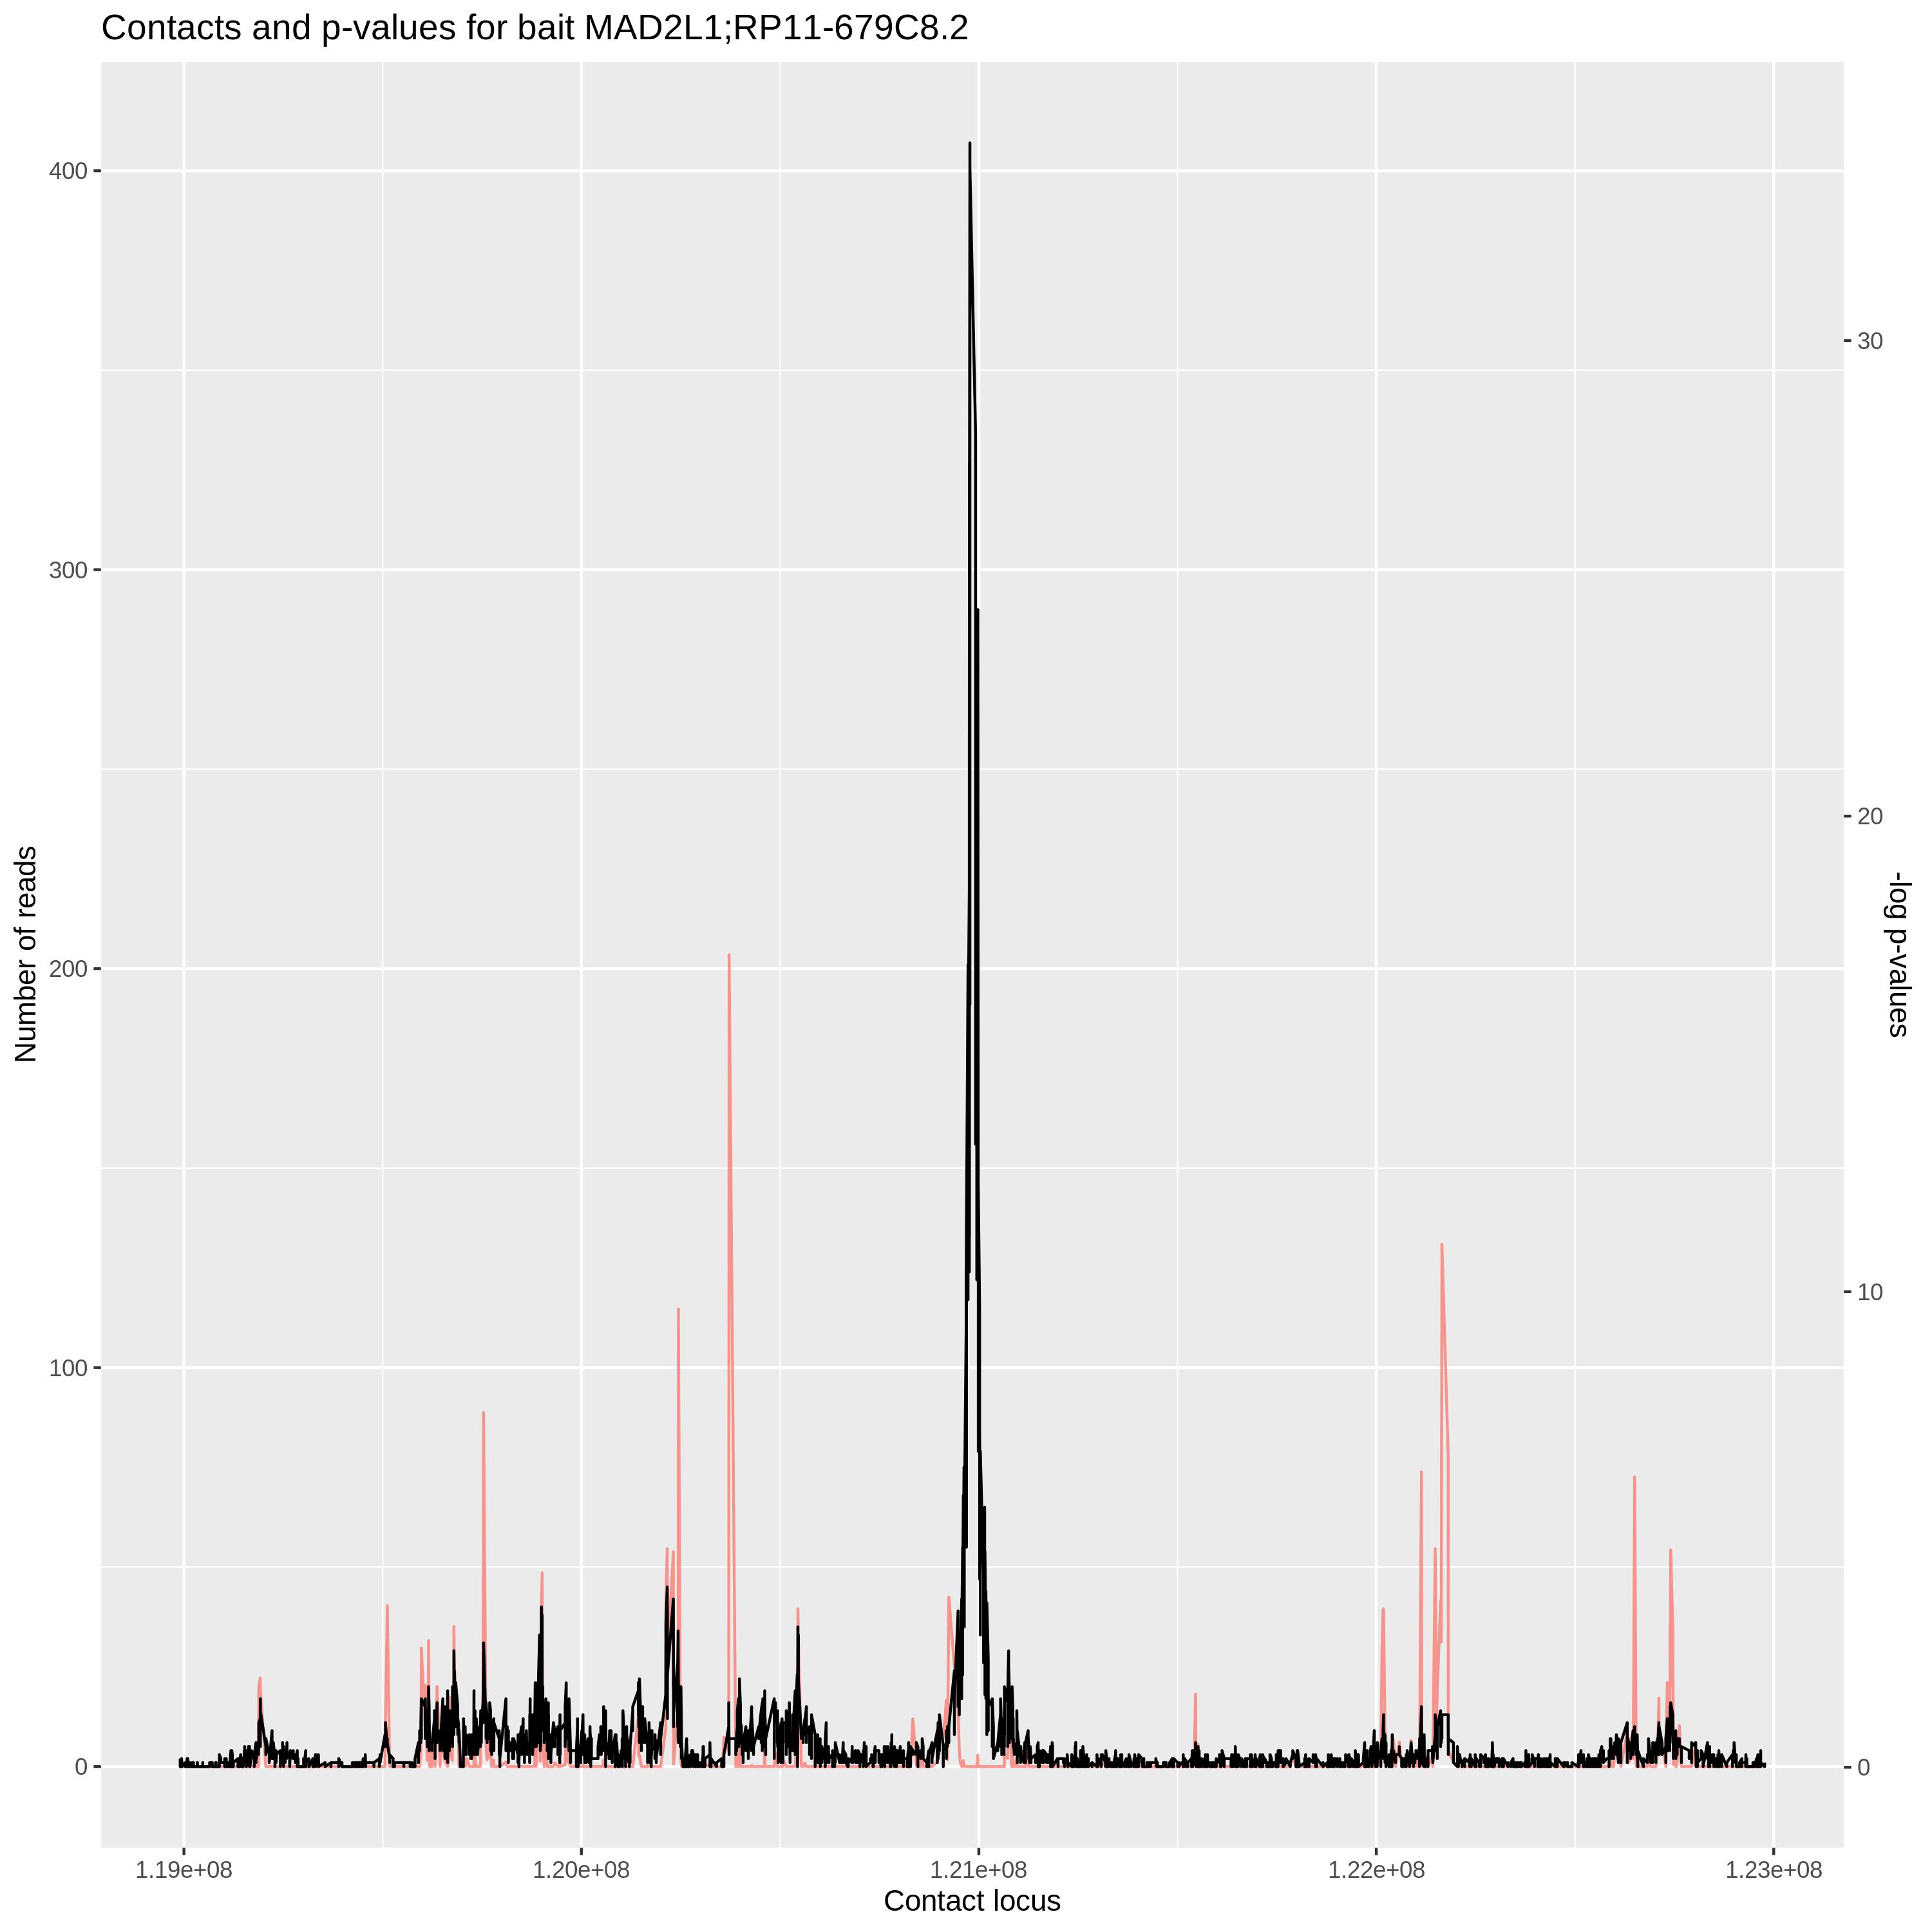 Contacts and p-values for bait MAD2L1;RP11-679C8.2
400
300
200
100
0
Number of reads
30
20
10
0
-log p-values
1.19e+08
1.20e+08
1.21e+08
1.22e+08
1.23e+08
Contact locus